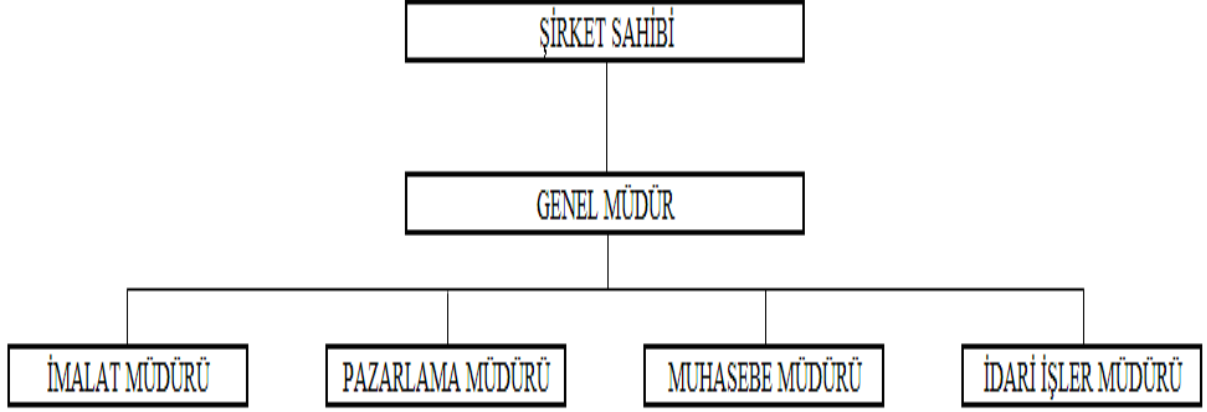 ŞİRKET SAHİBİ
GENEL MÜDÜR
İMALAT MÜDÜRÜ
PAZARLAMA MÜDÜRÜ
MUHASEBE MÜDÜRÜ
İDARİ İŞLER MÜDÜRÜ